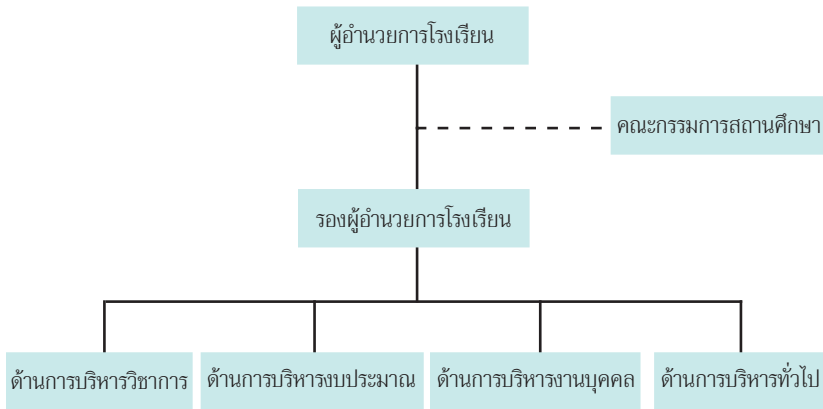 ผู้อำนวยการโรงเรียน
คณะกรรมการสถานศึกษา
รองผู้อำนวยการโรงเรียน
ด้านการบริหารวิชาการ
ด้านการบริหารงบประมาณ
ด้านการบริหารงานบุคคล
ด้านการบริหารทั่วไป